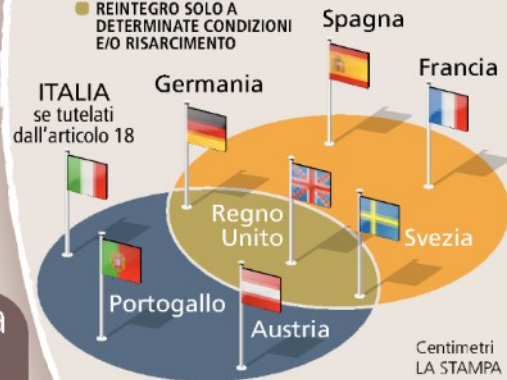 REINTEGRO SOLO A
DETERMINATE CONDIZIONI
E/O RISARCIMENTO
Spagna
Francia
Germania
ITALIA
se tutelati
dall'articolo 18
Regno
Unito
Svezia
Portogallo
Austria
a
Centimetri
LA STAMPA